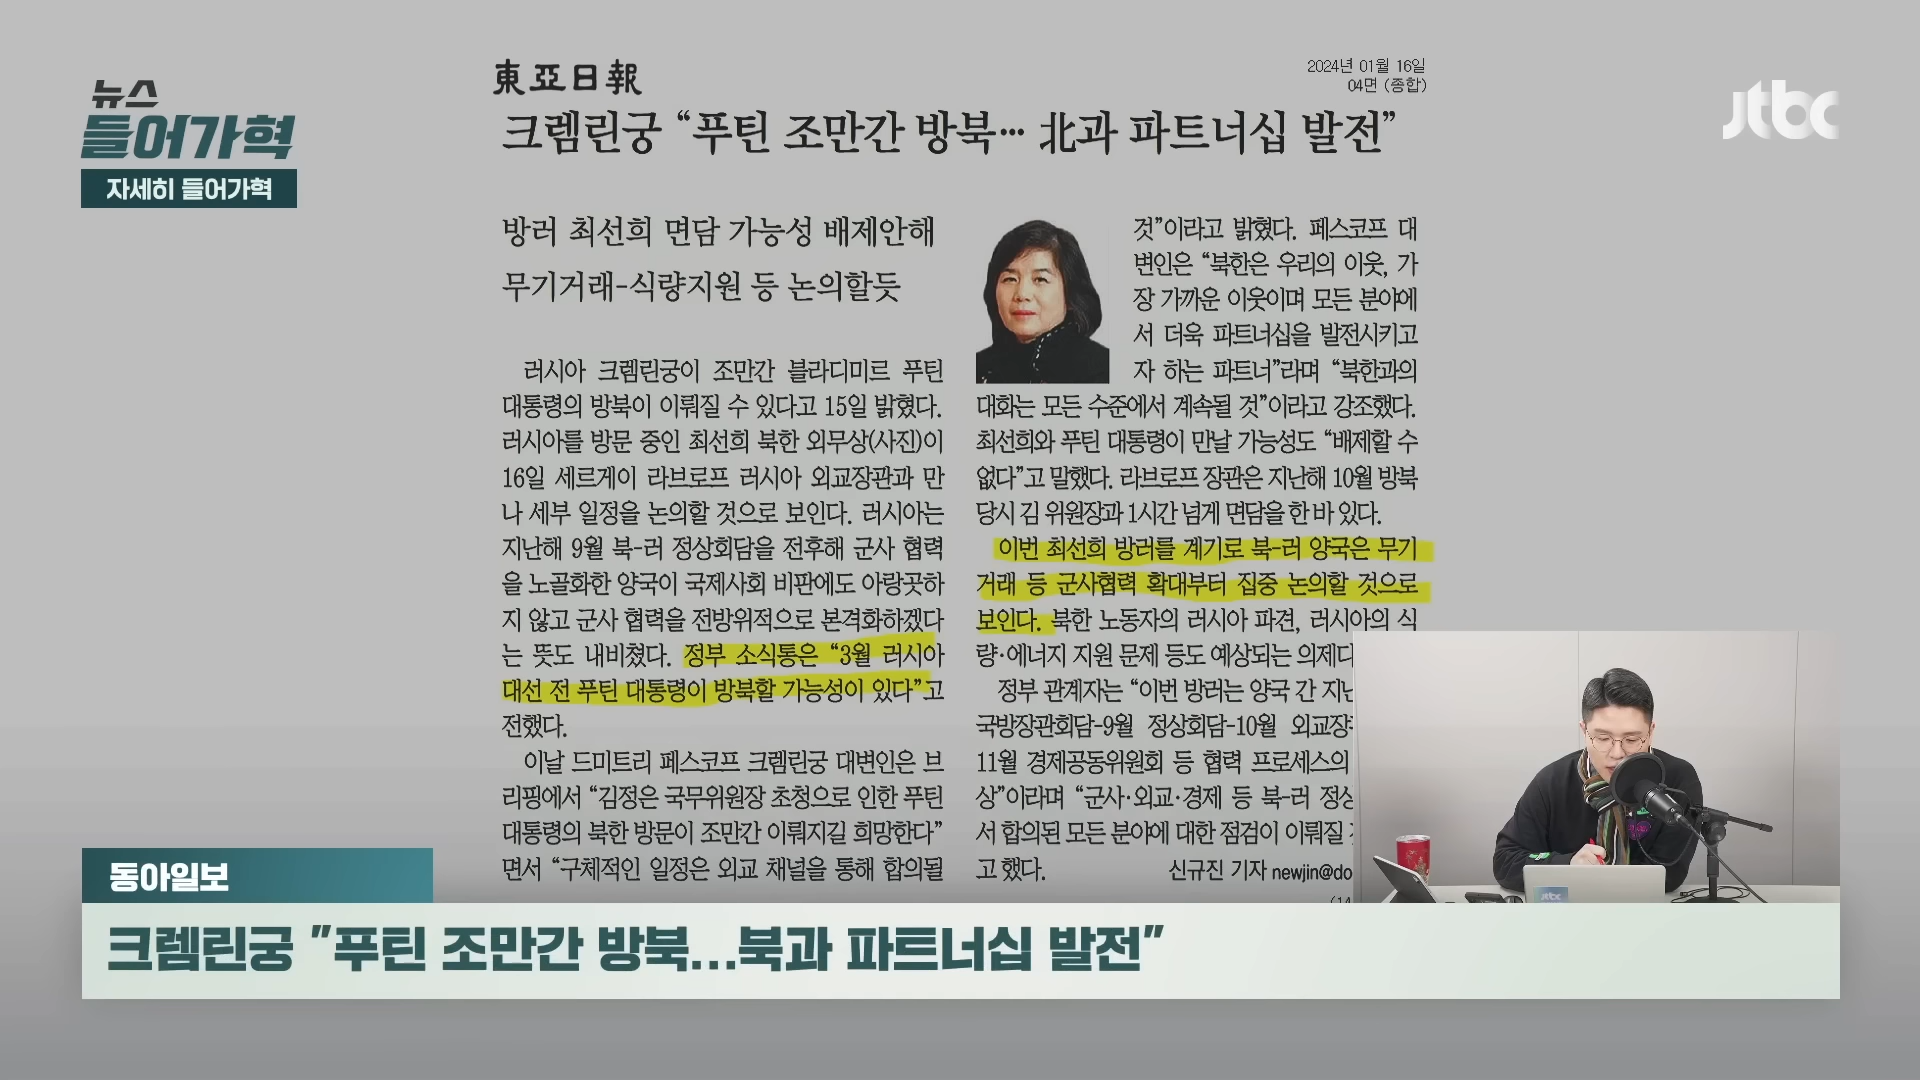 뉴스
들어가혁
자세히 들어가혁
jtbc
東亞日報
2024년 01월 16일
04면 (종합)
크렘린궁 “푸틴 조만간 방북… 北과 파트너십 발전”
방러 최선희 면담 가능성 배제안해
무기거래-식량지원 등 논의할듯
러시아 크렘린궁이 조만간 블라디미르 푸틴
대통령의 방북이 이뤄질 수 있다고 15일 밝혔다.
러시아를 방문 중인 최선희 북한 외무상(사진)이
16일 세르게이 라브로프 러시아 외교장관과 만
나 세부 일정을 논의할 것으로 보인다. 러시아는
지난해 9월 북-러 정상회담을 전후해 군사 협력
을 노골화한 양국이 국제사회 비판에도 아랑곳하
지 않고 군사 협력을 전방위적으로 본격화하겠다
는 뜻도 내비쳤다. 정부 소식통은 “3월 러시아
대선 전 푸틴 대통령이 방북할 가능성이 있다”고
전했다.
이날 드미트리 페스코프 크렘린궁 대변인은 브
리핑에서 “김정은 국무위원장 초청으로 인한 푸틴
대통령의 북한 방문이 조만간 이뤄지길 희망한다”
면서 “구체적인 일정은 외교 채널을 통해 합의될
것”이라고 밝혔다. 페스코프 대
변인은 “북한은 우리의 이웃, 가
장 가까운 이웃이며 모든 분야에
서 더욱 파트너십을 발전시키고
자 하는 파트너”라며 “북한과의
대화는 모든 수준에서 계속될 것”이라고 강조했다.
최선희와 푸틴 대통령이 만날 가능성도 “배제할 수
없다”고 말했다. 라브로프 장관은 지난해 10월 방북
당시 김 위원장과 1시간 넘게 면담을 한 바 있다.
이번 최선희 방러를 계기로 북-러 양국은 무기
거래 등 군사협력 확대부터 집중 논의할 것으로
보인다. 북한 노동자의 러시아 파견, 러시아의 식
량·에너지 지원 문제 등도 예상되는 의제다
정부 관계자는 “이번 방러는 양국 간 지난
국방장관회담-9월 정상회담-10월 외교장
11월 경제공동위원회 등 협력 프로세스의
상”이라며 “군사·외교·경제 등 북-러 정상
서 합의된 모든 분야에 대한 점검이 이뤄질
고 했다.
신규진 기자 newjin@do
jtbc
동아일보
크렘린궁 "푸틴 조만간 방북...북과 파트너십 발전"